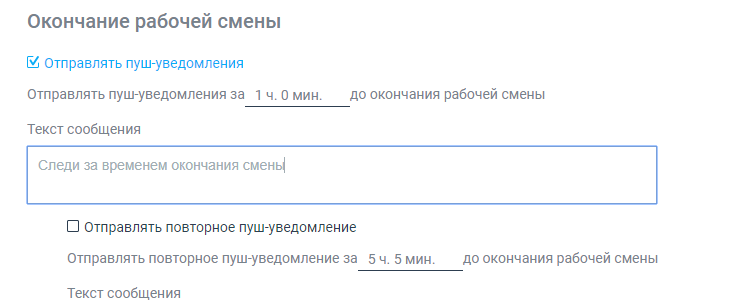 Окончание рабочей смены
Отправлять пуш-уведомления
Отправлять пуш-уведомления за 1 ч. 0 мин. до окончания рабочей смены
Текст сообщения
Следи за временем окончания смены
Отправлять повторное пуш-уведомление
Отправлять повторное пуш-уведомление за 5 ч. 5 мин. до окончания рабочей смены
Текст сообщения